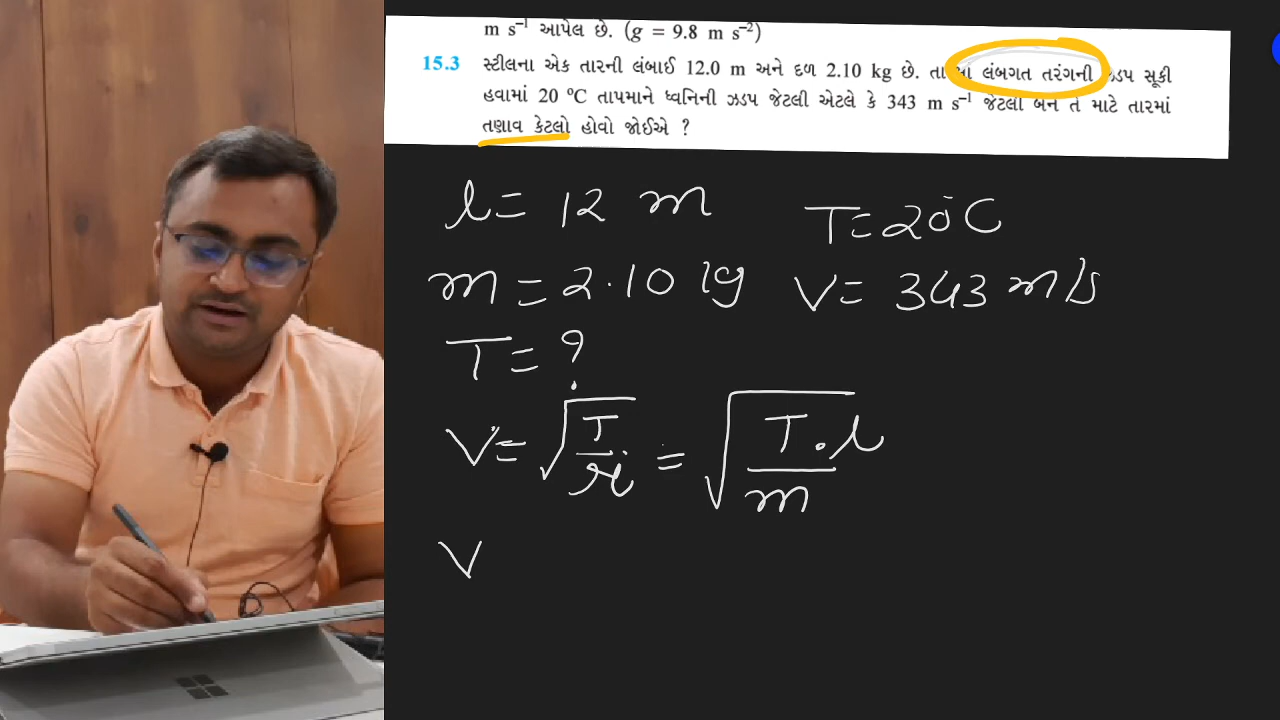 m s⁻¹ આપેલ છે. (g = 9.8 m s⁻²)
15.3 સ્ટીલના એક તારની લંબાઈ 12.0 m અને દળ 2.10 kg છે. લંબગત તરંગની ઝડપ સૂકી
હવામાં 20 °C તાપમાને ધ્વનિની ઝડપ જેટલી એટલે કે 343 m s⁻¹ જેટલી બને તે માટે તારમાં
તણાવ કેટલો હોવો જોઈએ ?
l = 12 m T = 20°C
m = 2.10 kg V = 343 m/s
T = ?
V = √(T/μ) = √(T.l/m)
V